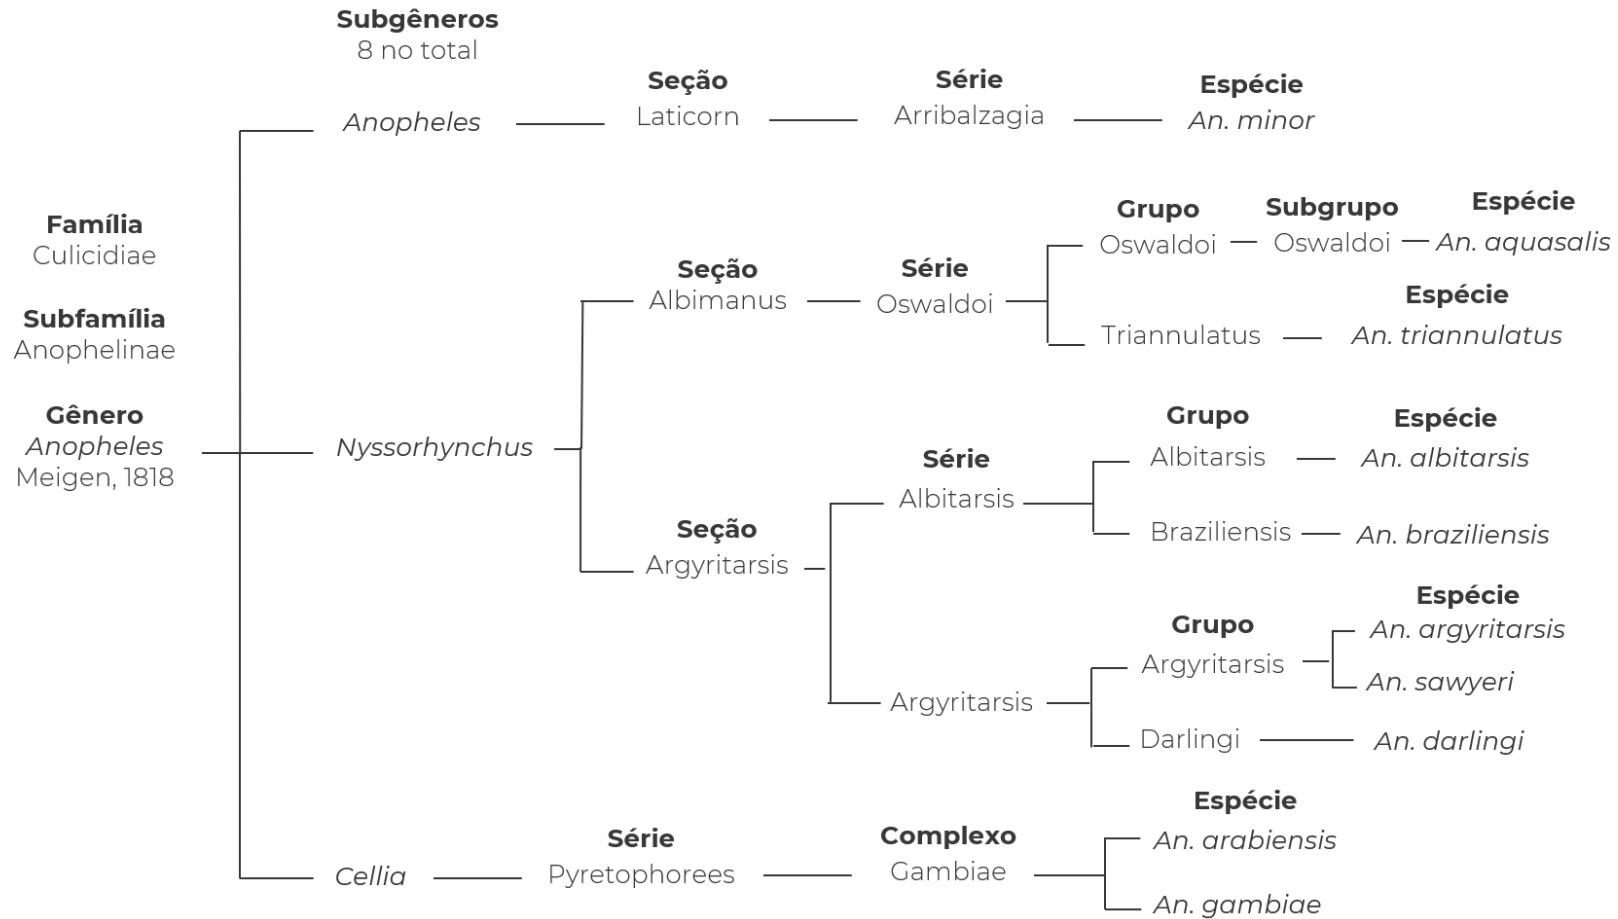 Subgêneros
8 no total
Família
Culicidiae
Subfamília
Anophelinae
Gênero
Anopheles
Meigen, 1818
Anopheles
Seção
Laticorn
Série
Arribalzagia
Espécie
An. minor
Nyssorhynchus
Seção
Albimanus
Série
Oswaldoi
Grupo
Oswaldoi
Subgrupo
Oswaldoi
Espécie
An. aquasalis
Triannulatus
Espécie
An. triannulatus
Seção
Argyritarsis
Série
Albitarsis
Grupo
Albitarsis
Espécie
An. albitarsis
Braziliensis
An. braziliensis
Argyritarsis
Grupo
Argyritarsis
Espécie
An. argyritarsis
An. sawyeri
Darlingi
An. darlingi
Cellia
Série
Pyretophorees
Complexo
Gambiae
Espécie
An. arabiensis
An. gambiae